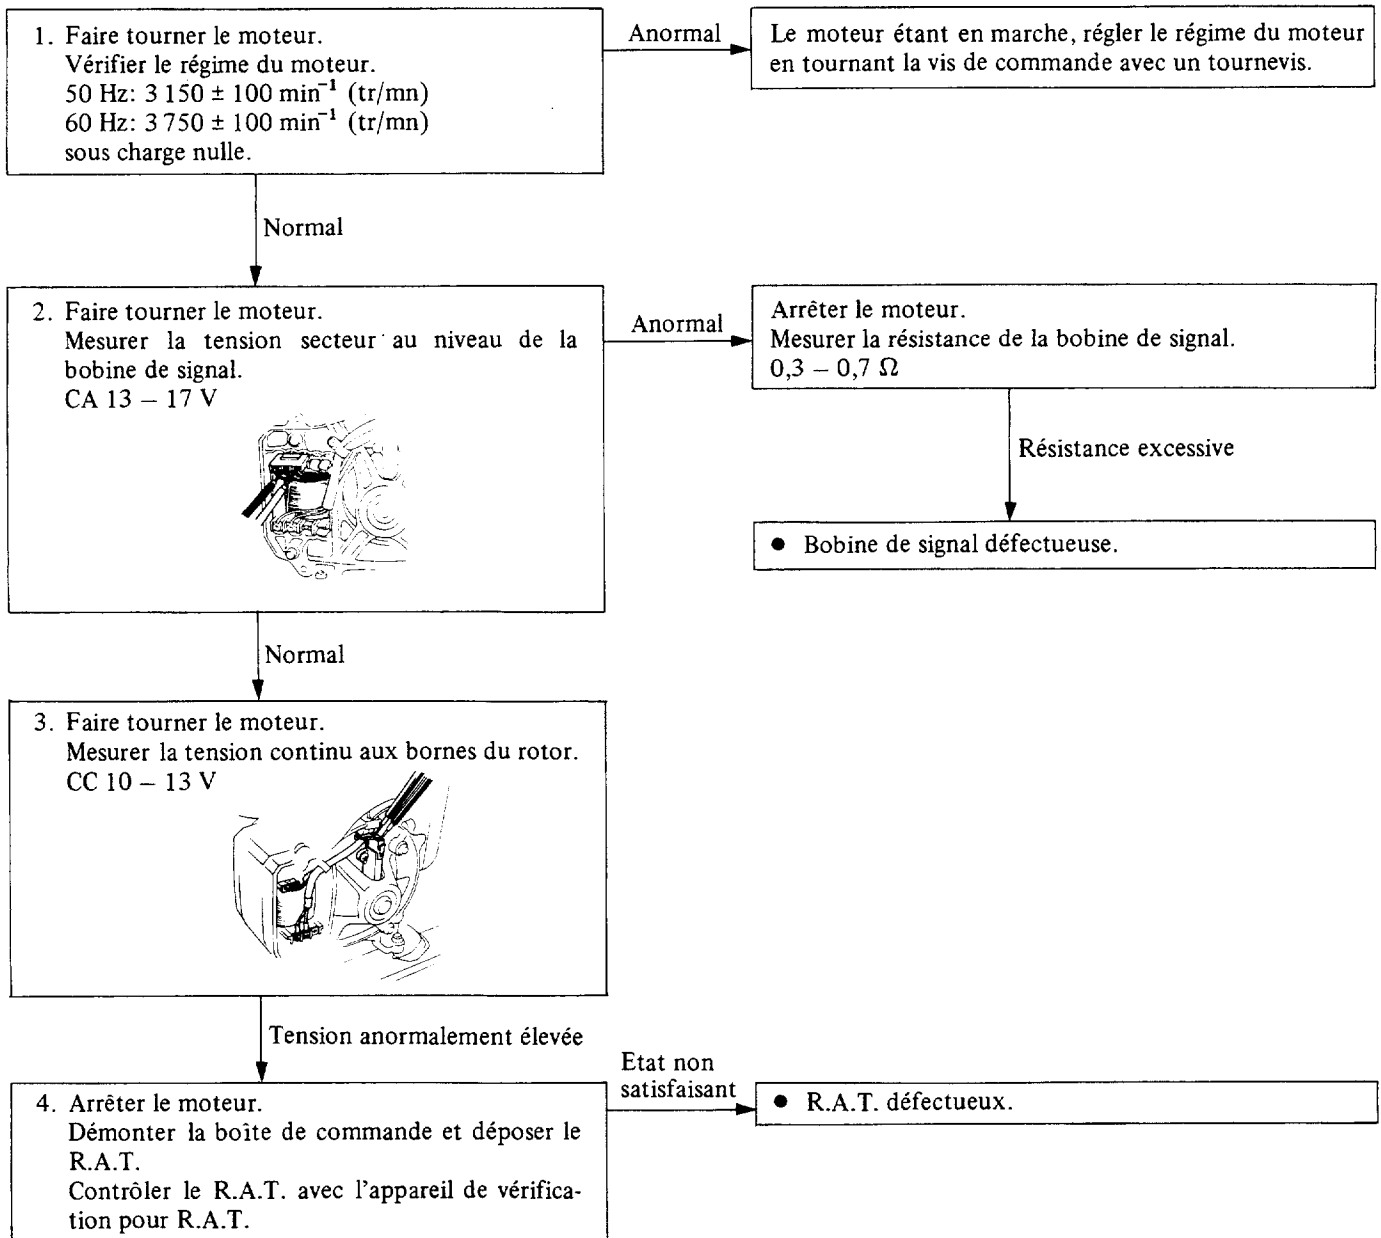 1. Faire tourner le moteur.
Vérifier le régime du moteur.
50 Hz: 3 150 ± 100 min⁻¹ (tr/mn)
60 Hz: 3 750 ± 100 min⁻¹ (tr/mn)
sous charge nulle.
Anormal
Le moteur étant en marche, régler le régime du moteur
en tournant la vis de commande avec un tournevis.
Normal
2. Faire tourner le moteur.
Mesurer la tension secteur au niveau de la
bobine de signal.
CA 13 – 17 V
Anormal
Arrêter le moteur.
Mesurer la résistance de la bobine de signal.
0,3 – 0,7 Ω
Résistance excessive
● Bobine de signal défectueuse.
Normal
3. Faire tourner le moteur.
Mesurer la tension continu aux bornes du rotor.
CC 10 – 13 V
Tension anormalement élevée
4. Arrêter le moteur.
Démonter la boîte de commande et déposer le
R.A.T.
Contrôler le R.A.T. avec l'appareil de vérifica-
tion pour R.A.T.
Etat non
satisfaisant
● R.A.T. défectueux.